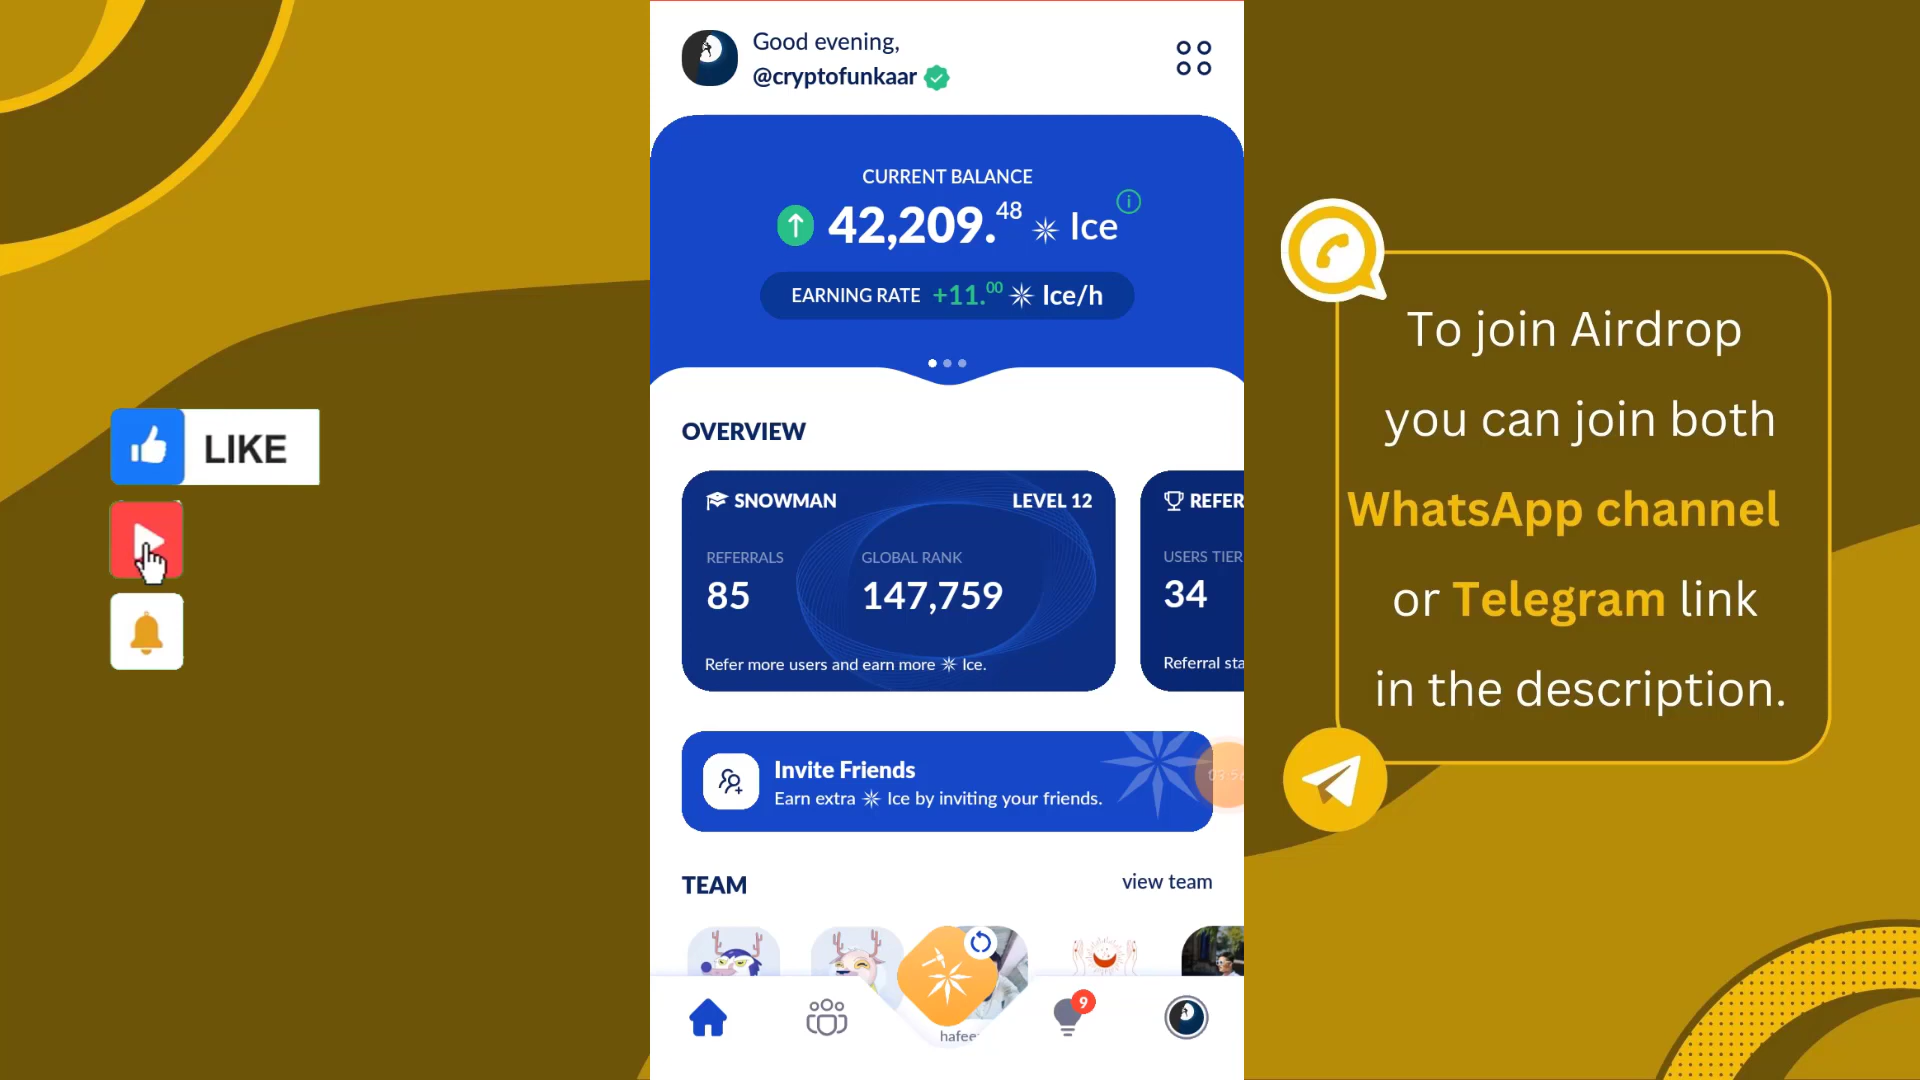 Good evening,
@cryptofunkaar
CURRENT BALANCE
42,209.48 Ice
EARNING RATE +11.00 Ice/h
OVERVIEW
SNOWMAN LEVEL 12
REFERRALS GLOBAL RANK
85 147,759
Refer more users and earn more Ice.
REFER
USERS TIER
34
Referral sta
Invite Friends
Earn extra Ice by inviting your friends.
TEAM view team
9
LIKE
To join Airdrop
you can join both
WhatsApp channel
or Telegram link
in the description.